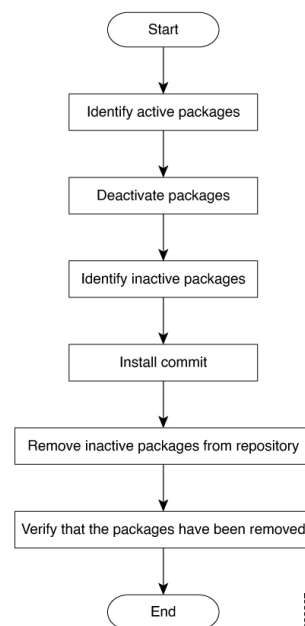 Start
Identify active packages
Deactivate packages
Identify inactive packages
Install commit
Remove inactive packages from repository
Verify that the packages have been removed
End